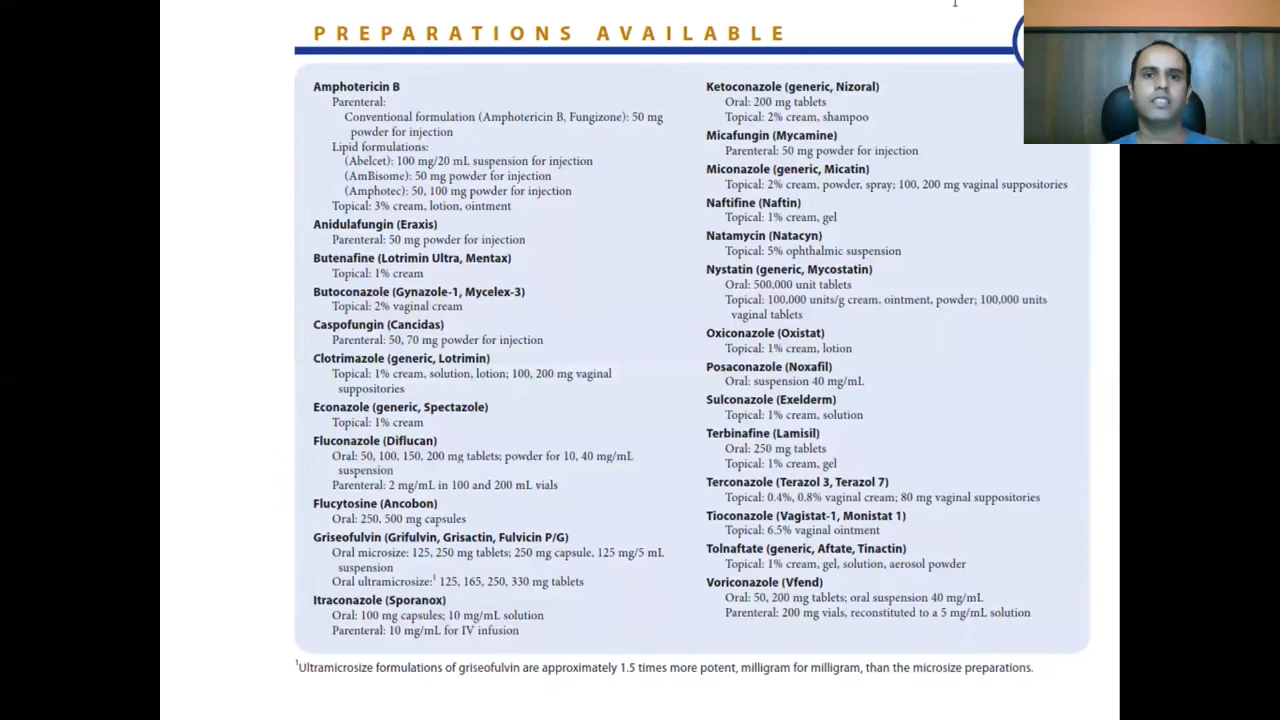 1
PREPARATIONS AVAILABLE
Amphotericin B
Parenteral:
Conventional formulation (Amphotericin B, Fungizone): 50 mg
powder for injection
Lipid formulations:
(Abelcet): 100 mg/20 mL suspension for injection
(AmBisome): 50 mg powder for injection
(Amphotec): 50, 100 mg powder for injection
Topical: 3% cream, lotion, ointment
Anidulafungin (Eraxis)
Parenteral: 50 mg powder for injection
Butenafine (Lotrimin Ultra, Mentax)
Topical: 1% cream
Butoconazole (Gynazole-1, Mycelex-3)
Topical: 2% vaginal cream
Caspofungin (Cancidas)
Parenteral: 50, 70 mg powder for injection
Clotrimazole (generic, Lotrimin)
Topical: 1% cream, solution, lotion; 100, 200 mg vaginal
suppositories
Econazole (generic, Spectazole)
Topical: 1% cream
Fluconazole (Diflucan)
Oral: 50, 100, 150, 200 mg tablets; powder for 10, 40 mg/mL
suspension
Parenteral: 2 mg/mL in 100 and 200 mL vials
Flucytosine (Ancobon)
Oral: 250, 500 mg capsules
Griseofulvin (Grifulvin, Grisactin, Fulvicin P/G)
Oral microsize: 125, 250 mg tablets; 250 mg capsule, 125 mg/5 mL
suspension
Oral ultramicrosize:1 125, 165, 250, 330 mg tablets
Itraconazole (Sporanox)
Oral: 100 mg capsules; 10 mg/mL solution
Parenteral: 10 mg/mL for IV infusion
Ketoconazole (generic, Nizoral)
Oral: 200 mg tablets
Topical: 2% cream, shampoo
Micafungin (Mycamine)
Parenteral: 50 mg powder for injection
Miconazole (generic, Micatin)
Topical: 2% cream, powder, spray; 100, 200 mg vaginal suppositories
Naftifine (Naftin)
Topical: 1% cream, gel
Natamycin (Natacyn)
Topical: 5% ophthalmic suspension
Nystatin (generic, Mycostatin)
Oral: 500,000 unit tablets
Topical: 100,000 units/g cream, ointment, powder; 100,000 units
vaginal tablets
Oxiconazole (Oxistat)
Topical: 1% cream, lotion
Posaconazole (Noxafil)
Oral: suspension 40 mg/mL
Sulconazole (Exelderm)
Topical: 1% cream, solution
Terbinafine (Lamisil)
Oral: 250 mg tablets
Topical: 1% cream, gel
Terconazole (Terazol 3, Terazol 7)
Topical: 0.4%, 0.8% vaginal cream; 80 mg vaginal suppositories
Tioconazole (Vagistat-1, Monistat 1)
Topical: 6.5% vaginal ointment
Tolnaftate (generic, Aftate, Tinactin)
Topical: 1% cream, gel, solution, aerosol powder
Voriconazole (Vfend)
Oral: 50, 200 mg tablets; oral suspension 40 mg/mL
Parenteral: 200 mg vials, reconstituted to a 5 mg/mL solution
1Ultramicrosize formulations of griseofulvin are approximately 1.5 times more potent, milligram for milligram, than the microsize preparations.